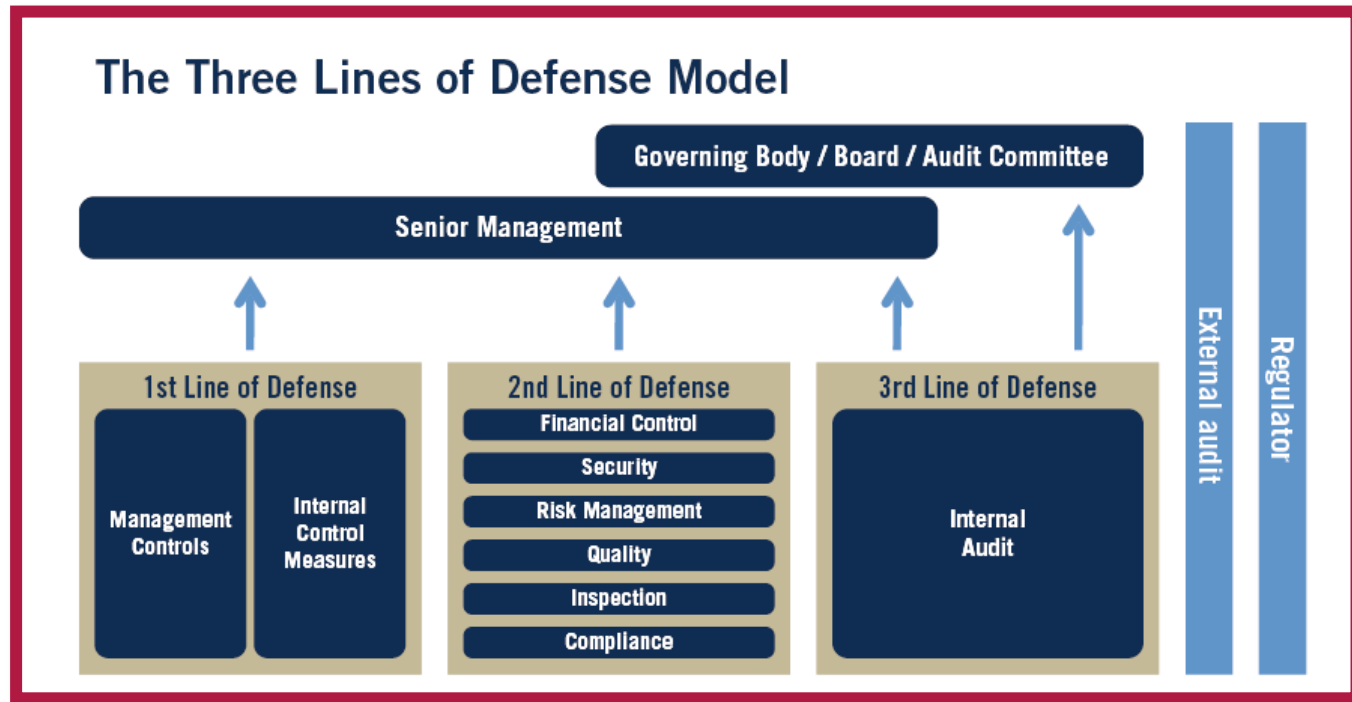 The Three Lines of Defense Model
Governing Body / Board / Audit Committee
Senior Management
1st Line of Defense
Management
Controls
Internal
Control
Measures
2nd Line of Defense
Financial Control
Security
Risk Management
Quality
Inspection
Compliance
3rd Line of Defense
Internal
Audit
External audit
Regulator